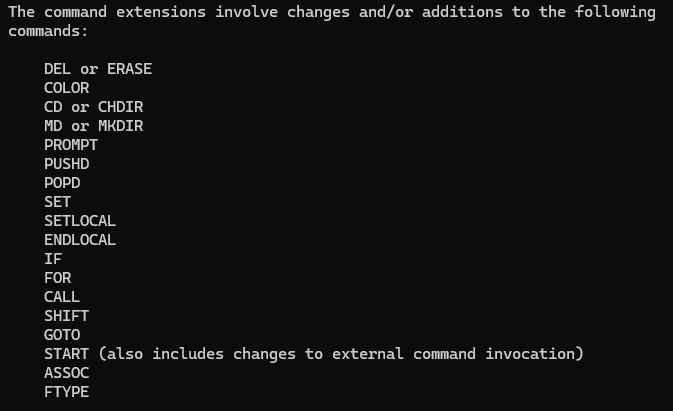 The command extensions involve changes and/or additions to the following
commands:
DEL or ERASE
COLOR
CD or CHDIR
MD or MKDIR
PROMPT
PUSHD
POPD
SET
SETLOCAL
ENDLOCAL
IF
FOR
CALL
SHIFT
GOTO
START (also includes changes to external command invocation)
ASSOC
FTYPE